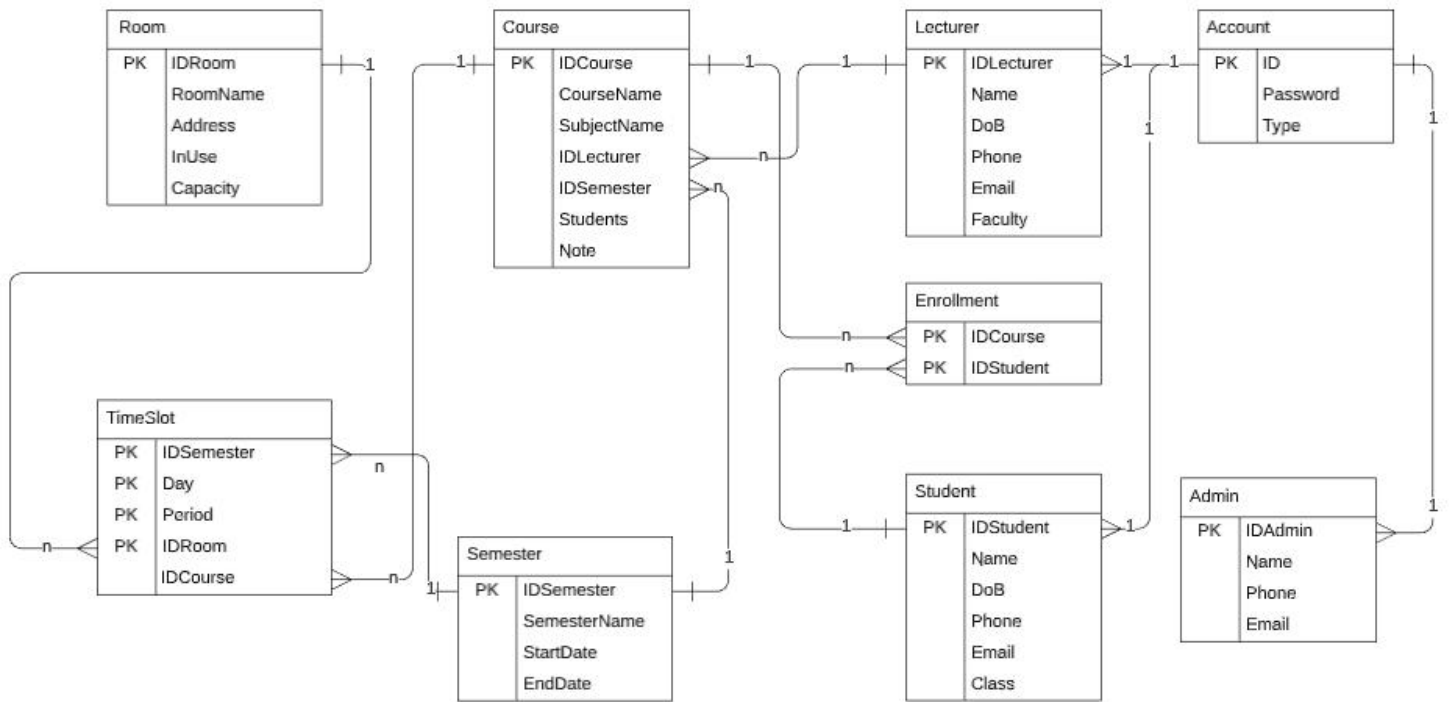 Room
PK IDRoom
RoomName
Address
InUse
Capacity
1
Course
PK IDCourse
CourseName
SubjectName
IDLecturer
IDSemester
Students
Note
1
1
n
n
1
Lecturer
PK IDLecturer
Name
DoB
Phone
Email
Faculty
1
1
1
Account
PK ID
Password
Type
1
Enrollment
PK IDCourse
PK IDStudent
n
n
TimeSlot
PK IDSemester
PK Day
PK Period
PK IDRoom
IDCourse
n
n
n
Semester
PK IDSemester
SemesterName
StartDate
EndDate
1
1
Student
PK IDStudent
Name
DoB
Phone
Email
Class
1
1
Admin
PK IDAdmin
Name
Phone
Email
1